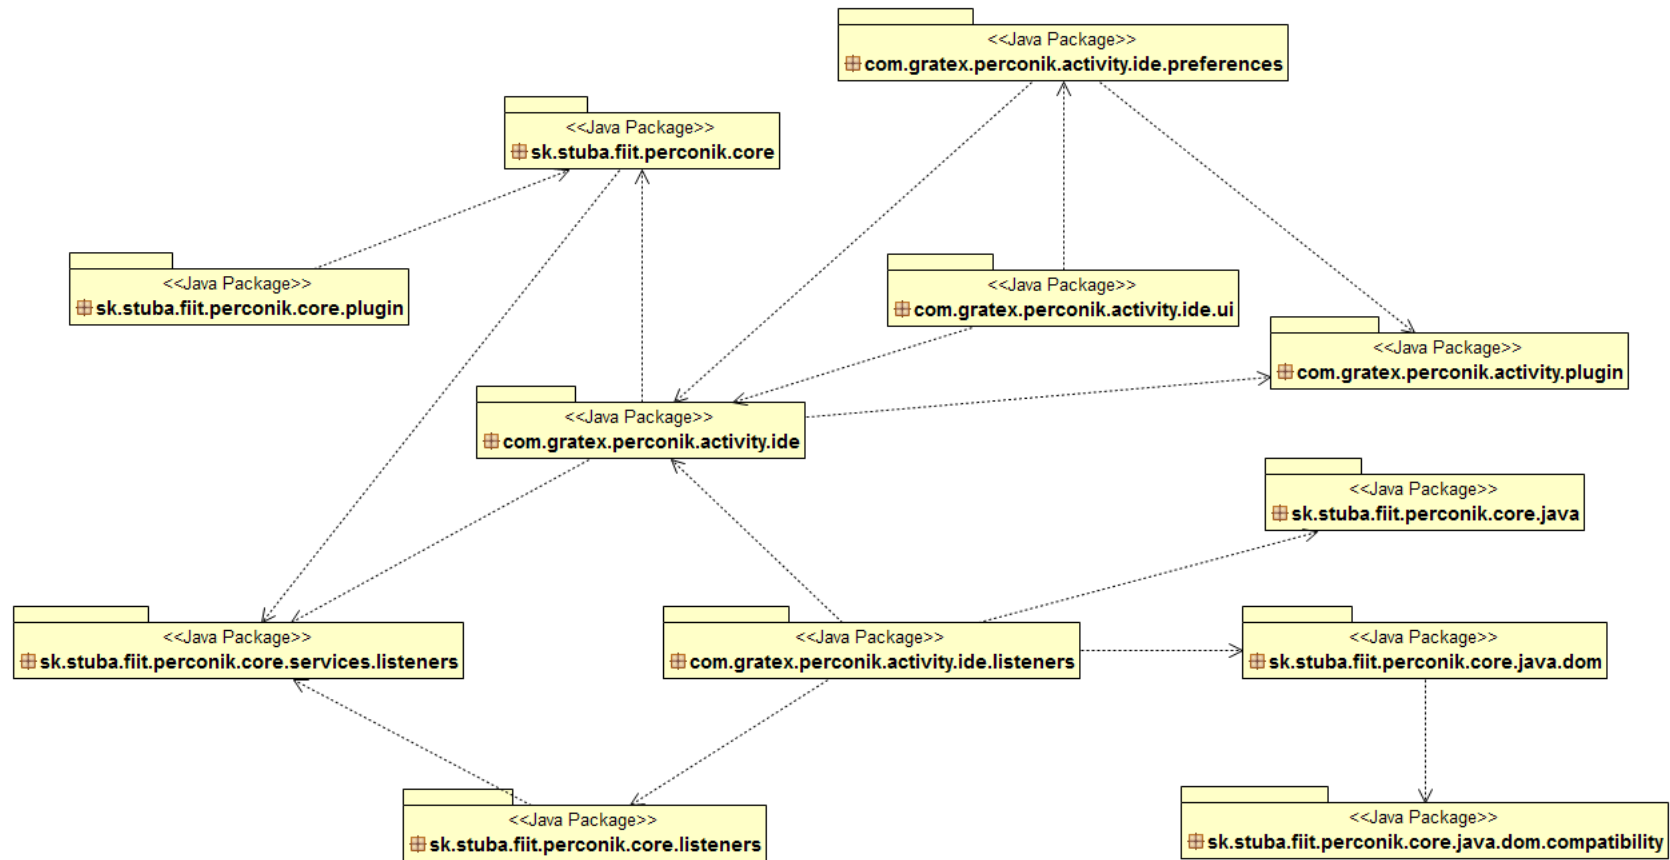 <<Java Package>>
com.gratex.perconik.activity.ide.preferences
<<Java Package>>
sk.stuba.fiit.perconik.core
<<Java Package>>
sk.stuba.fiit.perconik.core.plugin
<<Java Package>>
com.gratex.perconik.activity.ide.ui
<<Java Package>>
com.gratex.perconik.activity.plugin
<<Java Package>>
com.gratex.perconik.activity.ide
<<Java Package>>
sk.stuba.fiit.perconik.core.java
<<Java Package>>
sk.stuba.fiit.perconik.core.services.listeners
<<Java Package>>
com.gratex.perconik.activity.ide.listeners
<<Java Package>>
sk.stuba.fiit.perconik.core.java.dom
<<Java Package>>
sk.stuba.fiit.perconik.core.listeners
<<Java Package>>
sk.stuba.fiit.perconik.core.java.dom.compatibility